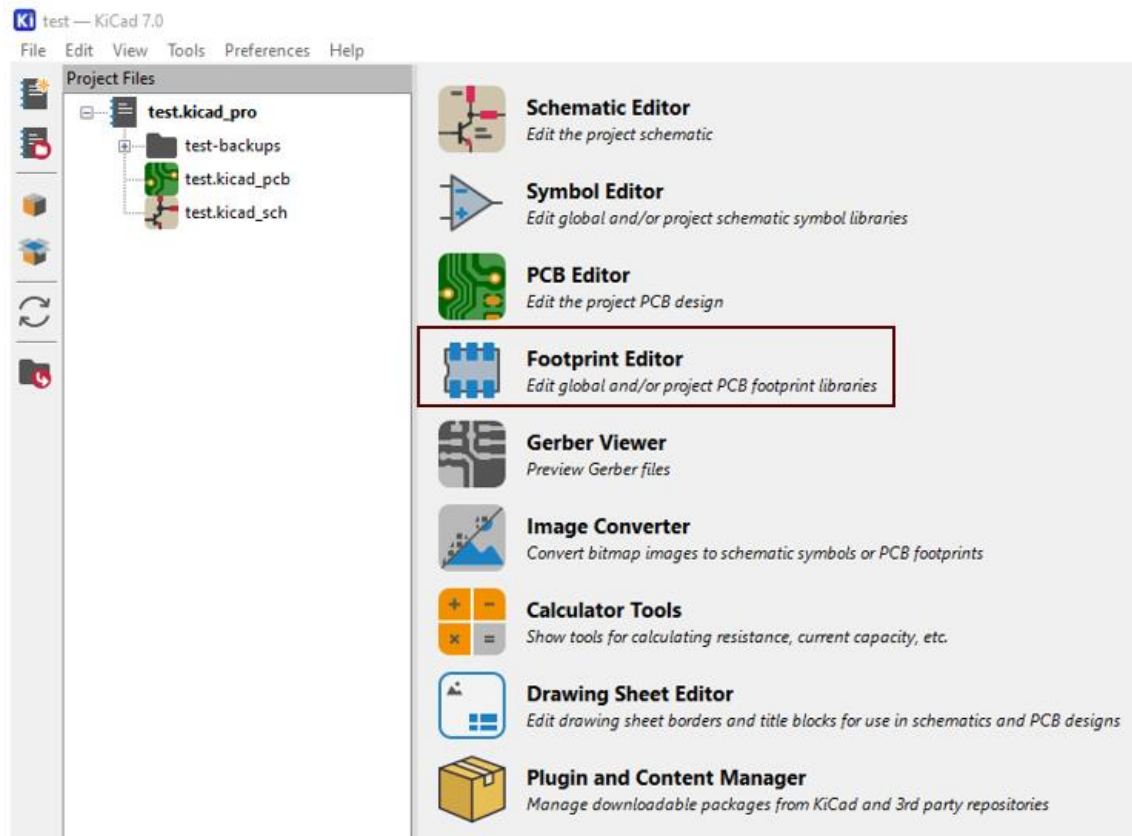 Ki test — KiCad 7.0
File Edit View Tools Preferences Help
Project Files
test.kicad_pro
test-backups
test.kicad_pcb
test.kicad_sch
Schematic Editor
Edit the project schematic
Symbol Editor
Edit global and/or project schematic symbol libraries
PCB Editor
Edit the project PCB design
Footprint Editor
Edit global and/or project PCB footprint libraries
Gerber Viewer
Preview Gerber files
Image Converter
Convert bitmap images to schematic symbols or PCB footprints
Calculator Tools
Show tools for calculating resistance, current capacity, etc.
Drawing Sheet Editor
Edit drawing sheet borders and title blocks for use in schematics and PCB designs
Plugin and Content Manager
Manage downloadable packages from KiCad and 3rd party repositories